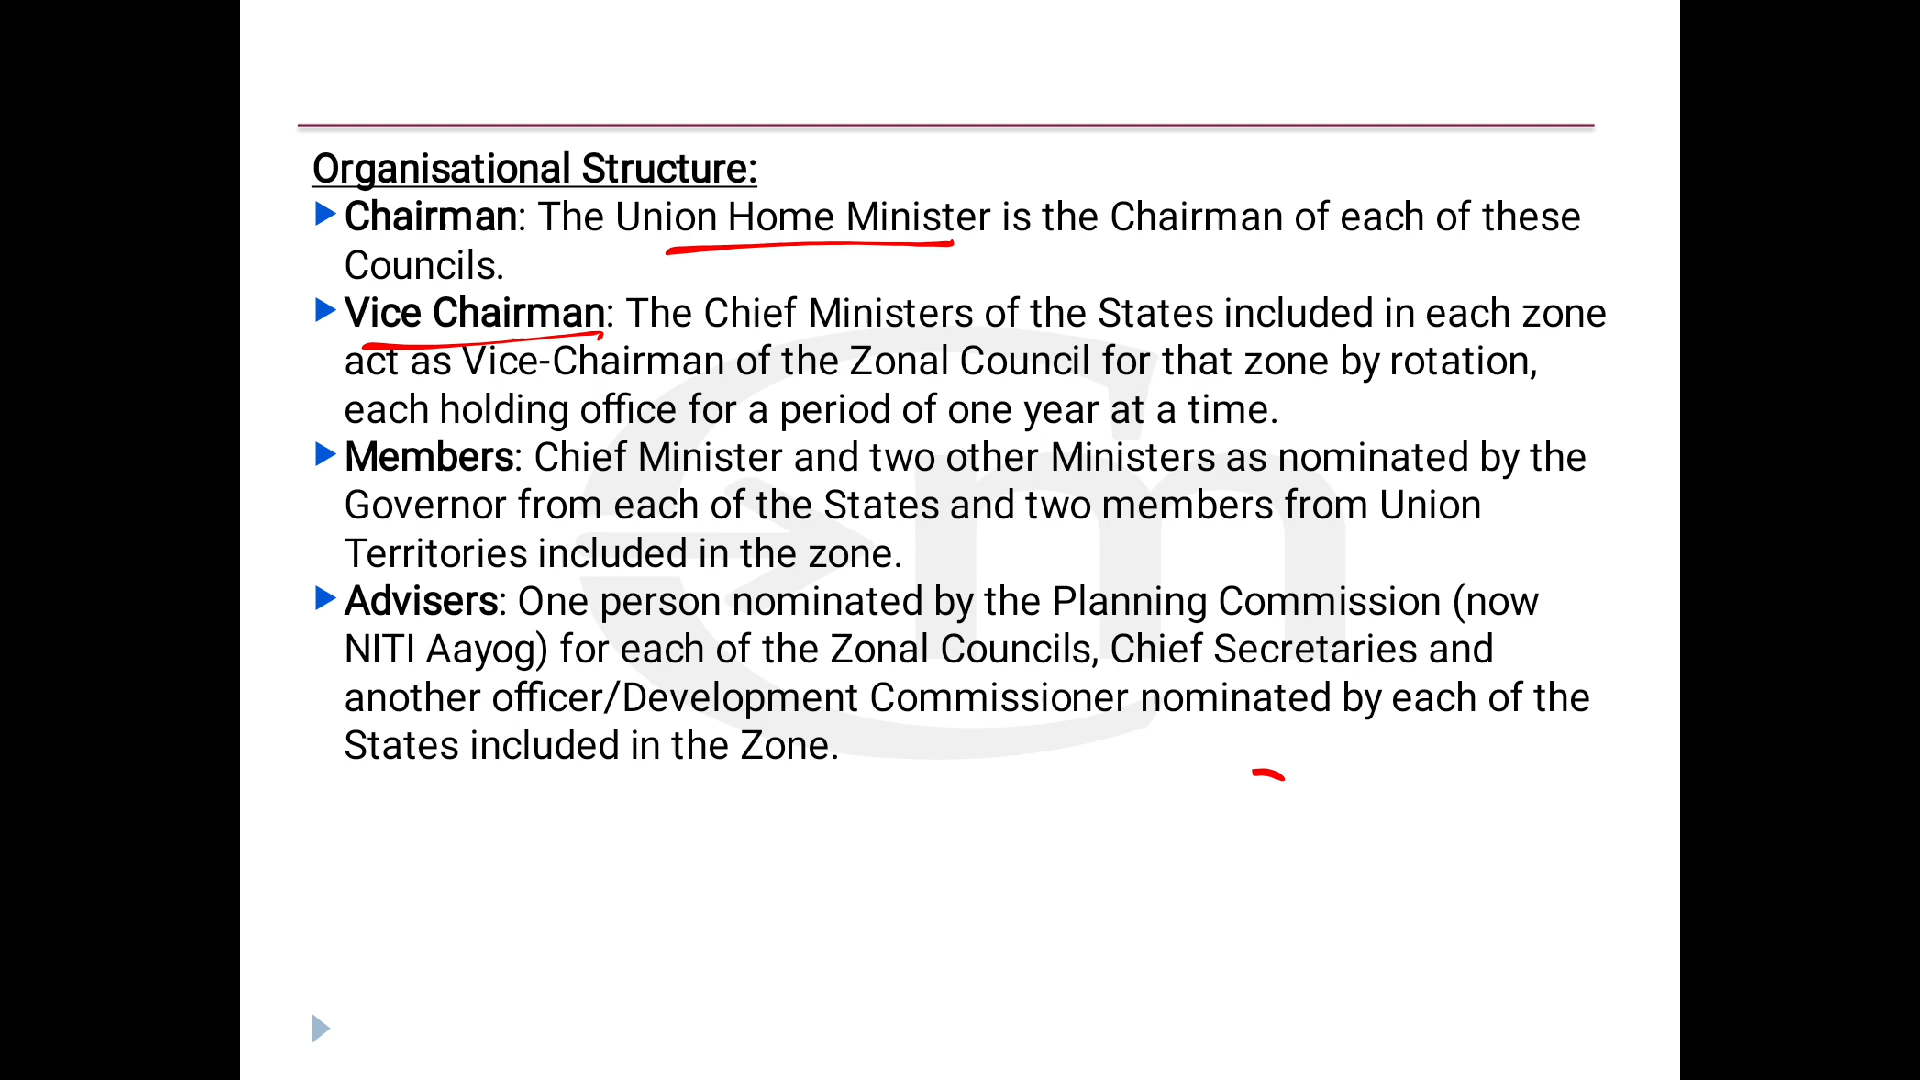 Organisational Structure:
Chairman: The Union Home Minister is the Chairman of each of these
Councils.
Vice Chairman: The Chief Ministers of the States included in each zone
act as Vice-Chairman of the Zonal Council for that zone by rotation,
each holding office for a period of one year at a time.
Members: Chief Minister and two other Ministers as nominated by the
Governor from each of the States and two members from Union
Territories included in the zone.
Advisers: One person nominated by the Planning Commission (now
NITI Aayog) for each of the Zonal Councils, Chief Secretaries and
another officer/Development Commissioner nominated by each of the
States included in the Zone.